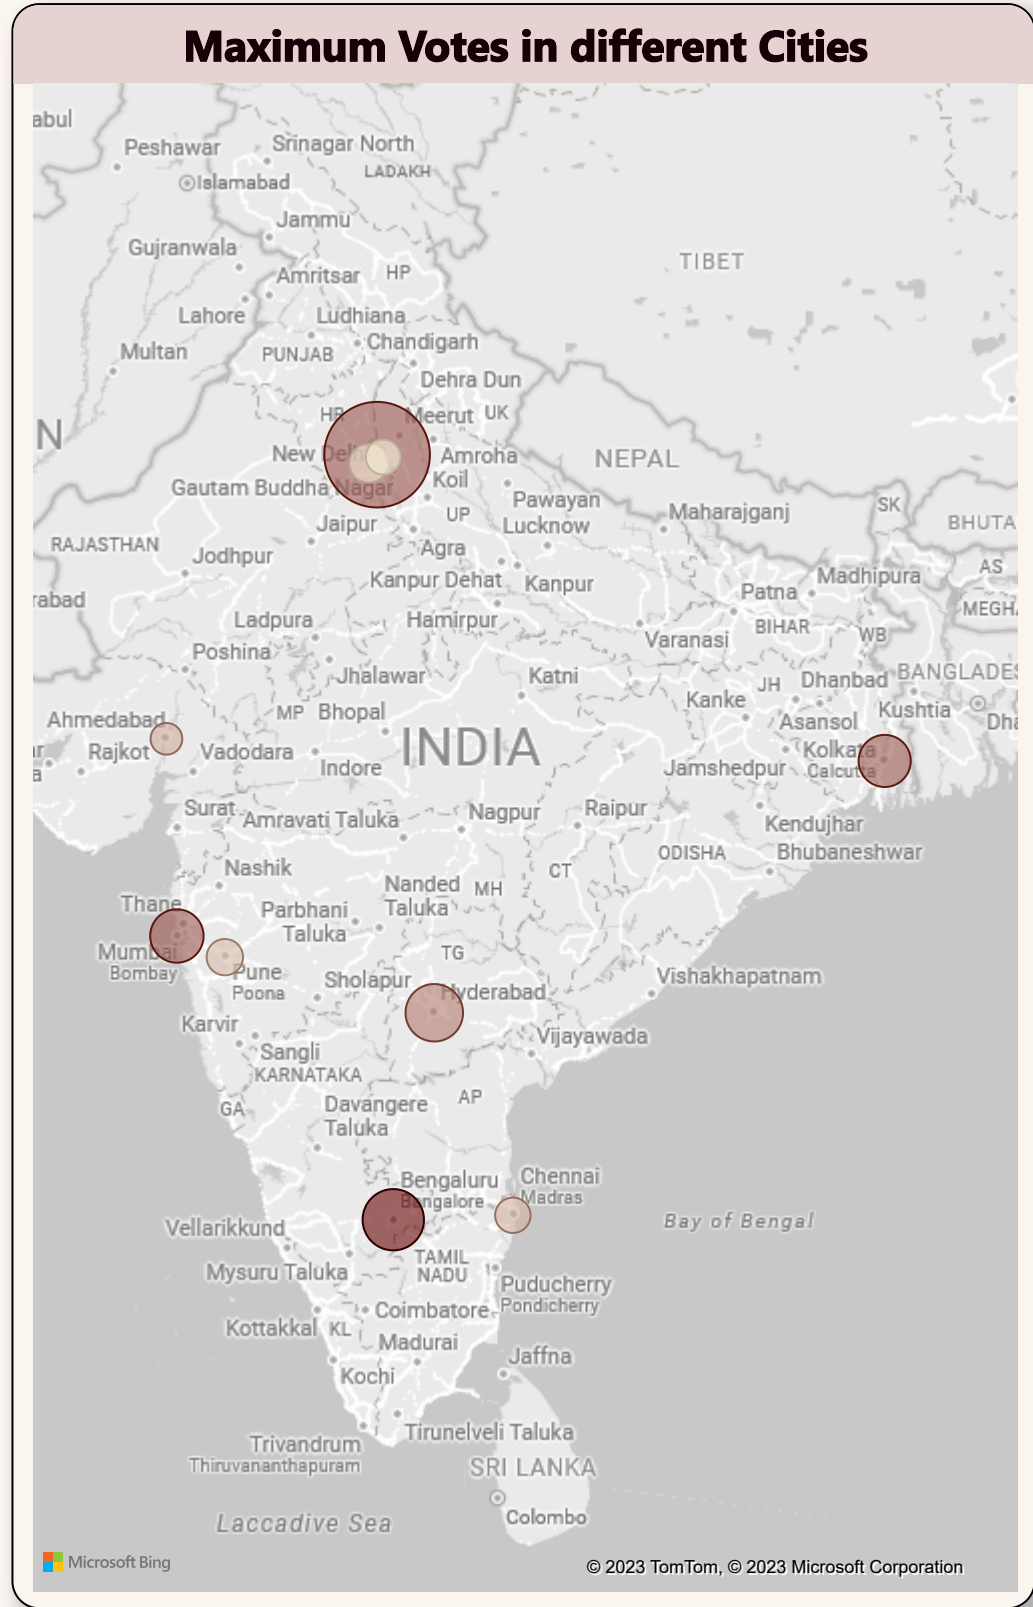 Maximum Votes in different Cities
abul
Peshawar
Srinagar North
LADAKH
Islamabad
Jammu
Gujranwala
TIBET
Amritsar
HP
Lahore
Ludhiana
Chandigarh
Multan
PUNJAB
Dehra Dun
HR
Meerut
UK
N
New Delhi
Amroha
NEPAL
Koil
Gautam Buddha Nagar
Pawayan
SK
Maharajganj
UP
Jaipur
Lucknow
BHUTA
RAJASTHAN
Jodhpur
Agra
AS
Kanpur Dehat
Kanpur
Madhipura
rabad
Patna
MEGHA
Ladpura
Hamirpur
BIHAR
WB
Varanasi
Poshina
Jhalawar
Katni
Kanke
JH
Dhanbad
BANGLADES
Ahmedabad
MP
Bhopal
Asansol
Kushtia
Dha
ar
Rajkot
Vadodara
INDIA
Kolkata
Calcutta
a
Indore
Jamshedpur
Surat
Amravati Taluka
Nagpur
Raipur
Kendujhar
ODISHA
Bhubaneshwar
Nashik
CT
Nanded
Taluka
MH
Thane
Parbhani
Taluka
Mumbai
Bombay
TG
Pune
Poona
Sholapur
Hyderabad
Vishakhapatnam
Karvir
Vijayawada
Sangli
KARNATAKA
GA
Davangere
Taluka
AP
Bengaluru
Bangalore
Chennai
Madras
Vellarikkund
Bay of Bengal
TAMIL
NADU
Mysuru Taluka
Puducherry
Pondicherry
Coimbatore
Kottakkal
KL
Madurai
Jaffna
Kochi
Tirunelveli Taluka
Trivandrum
Thiruvananthapuram
SRI LANKA
Colombo
Laccadive Sea
Microsoft Bing
© 2023 TomTom, © 2023 Microsoft Corporation